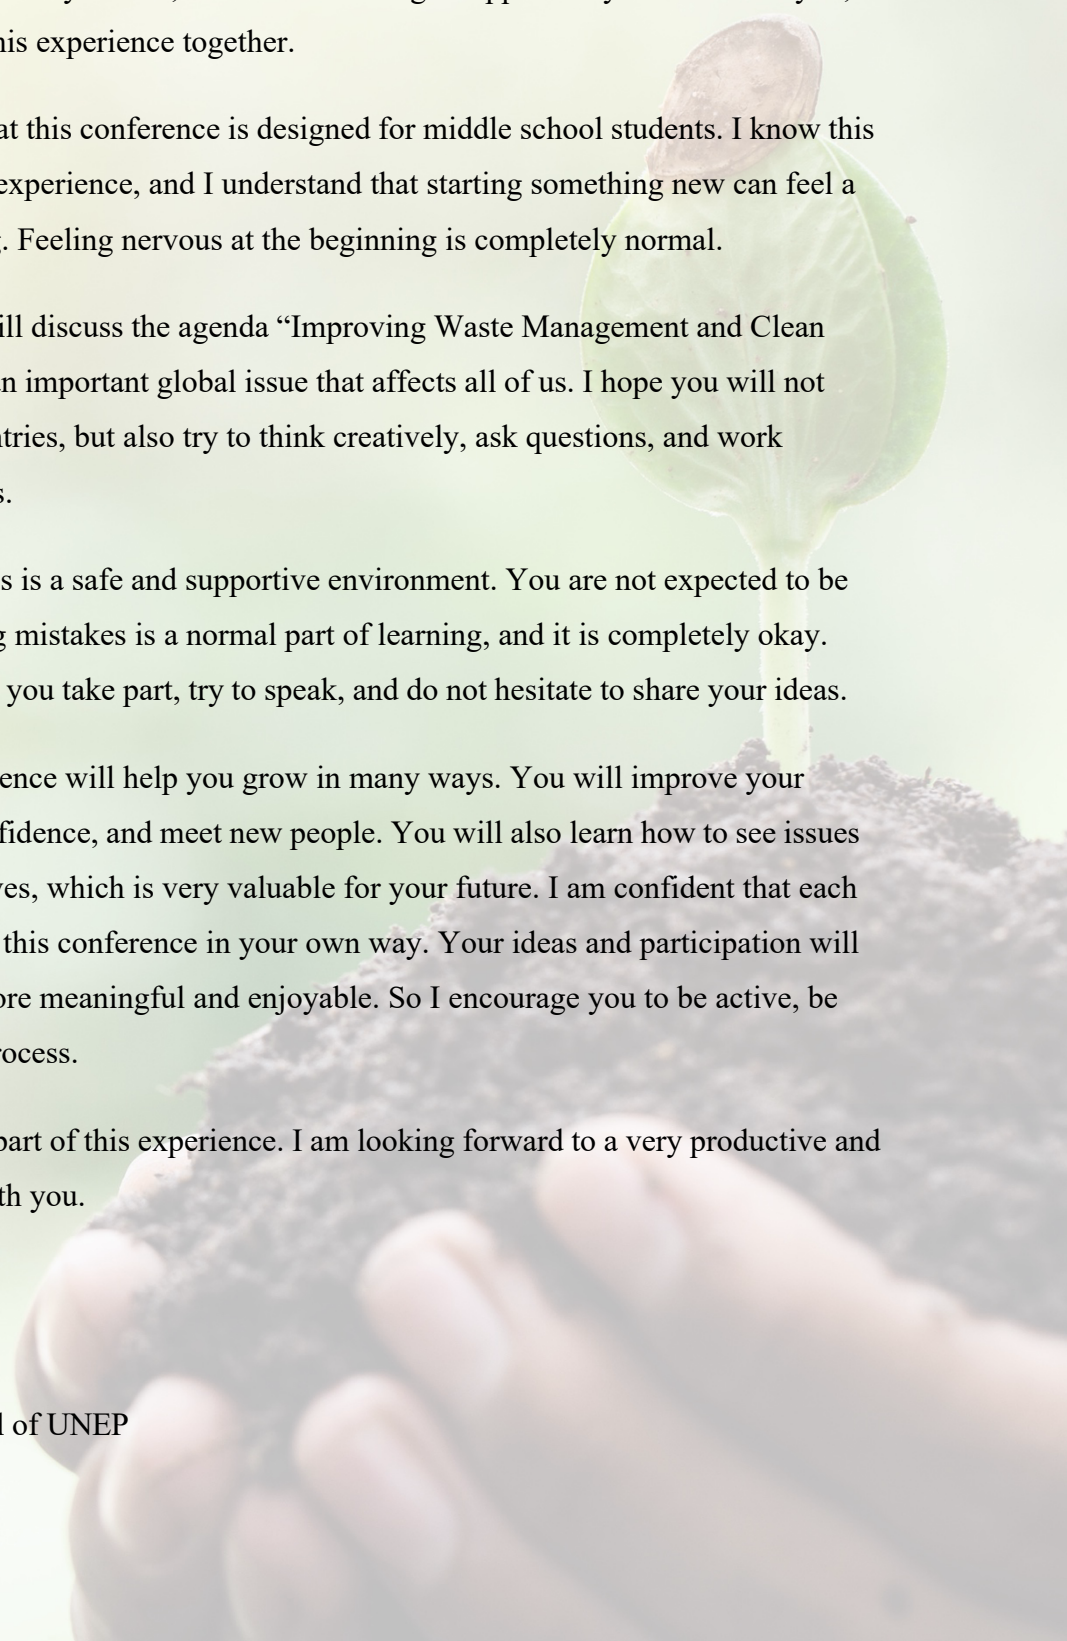 his experience together.
at this conference is designed for middle school students. I know this
experience, and I understand that starting something new can feel a
. Feeling nervous at the beginning is completely normal.
ill discuss the agenda “Improving Waste Management and Clean
an important global issue that affects all of us. I hope you will not
ntries, but also try to think creatively, ask questions, and work
s.
s is a safe and supportive environment. You are not expected to be
g mistakes is a normal part of learning, and it is completely okay.
you take part, try to speak, and do not hesitate to share your ideas.
ence will help you grow in many ways. You will improve your
fidence, and meet new people. You will also learn how to see issues
ves, which is very valuable for your future. I am confident that each
this conference in your own way. Your ideas and participation will
ore meaningful and enjoyable. So I encourage you to be active, be
rocess.
part of this experience. I am looking forward to a very productive and
th you.
l of UNEP